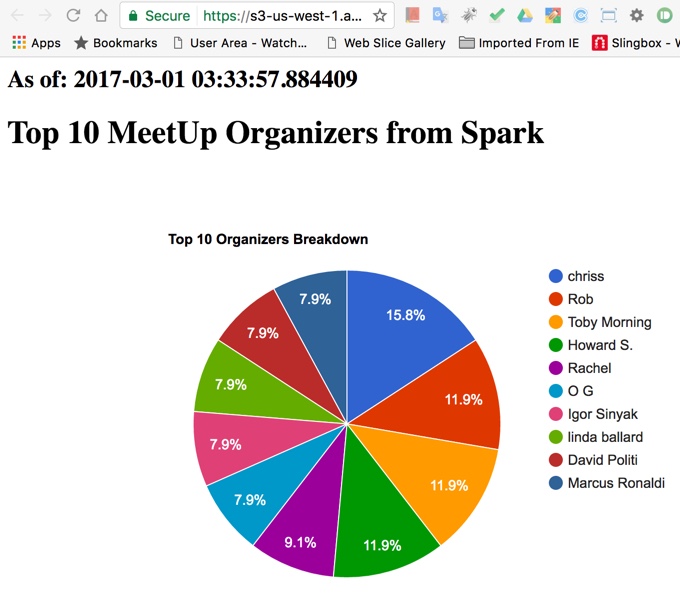 Secure https://s3-us-west-1.a...
Apps Bookmarks User Area - Watch... Web Slice Gallery Imported From IE Slingbox - W
As of: 2017-03-01 03:33:57.884409
Top 10 MeetUp Organizers from Spark
Top 10 Organizers Breakdown
7.9% 15.8% chriss
7.9% Rob
Toby Morning
Howard S.
Rachel
7.9% 11.9% O G
7.9% Igor Sinyak
linda ballard
David Politi
7.9% 11.9% Marcus Ronaldi
9.1% 11.9%